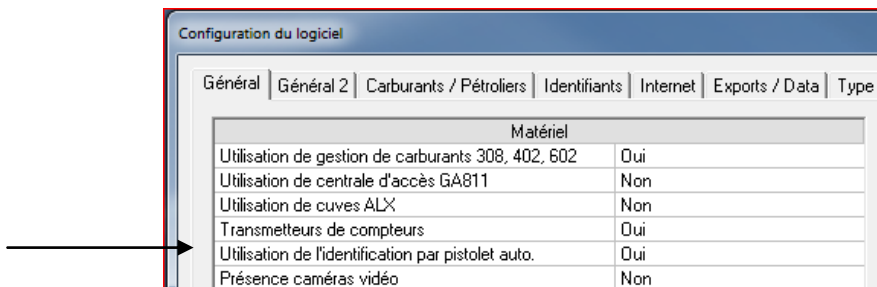 Configuration du logiciel
Général Général 2 Carburants / Pétroliers Identifiants Internet Exports / Data Type
Matériel
Utilisation de gestion de carburants 308, 402, 602 Oui
Utilisation de centrale d'accès GA811 Non
Utilisation de cuves ALX Non
Transmetteurs de compteurs Oui
Utilisation de l'identification par pistolet auto. Oui
Présence caméras vidéo Non